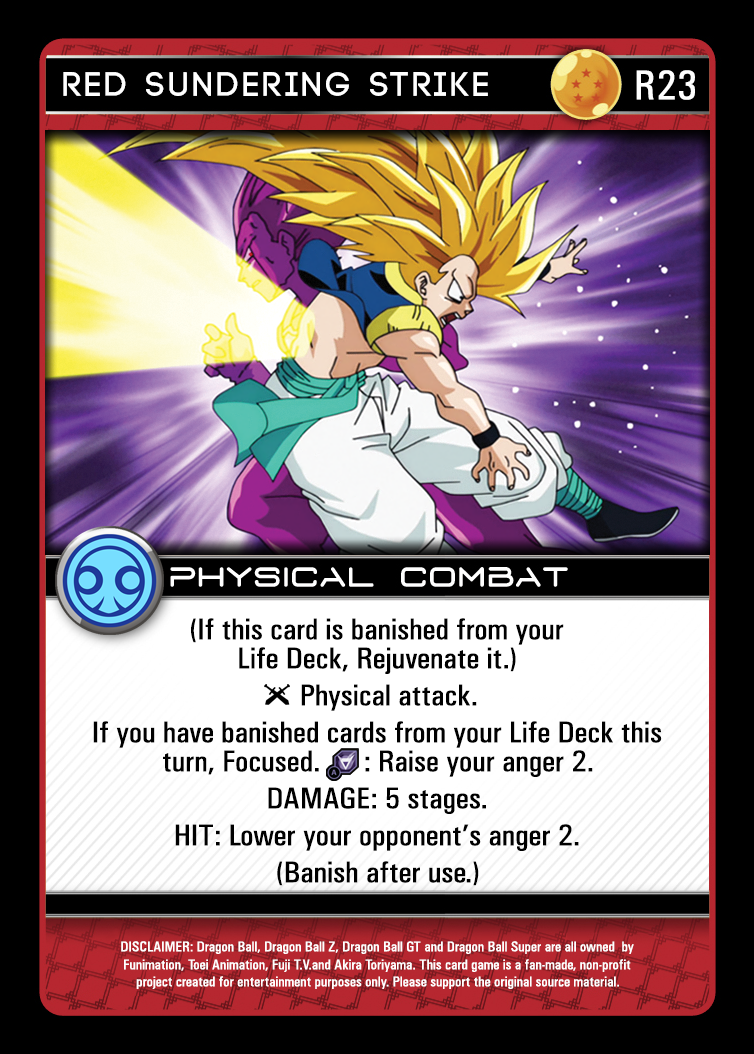 RED SUNDERING STRIKE
R23
PHYSICAL COMBAT
(If this card is banished from your
Life Deck, Rejuvenate it.)
Physical attack.
If you have banished cards from your Life Deck this
turn, Focused. A : Raise your anger 2.
DAMAGE: 5 stages.
HIT: Lower your opponent's anger 2.
(Banish after use.)
DISCLAIMER: Dragon Ball, Dragon Ball Z, Dragon Ball GT and Dragon Ball Super are all owned by
Funimation, Toei Animation, Fuji T.V.and Akira Toriyama. This card game is a fan-made, non-profit
project created for entertainment purposes only. Please support the original source material.